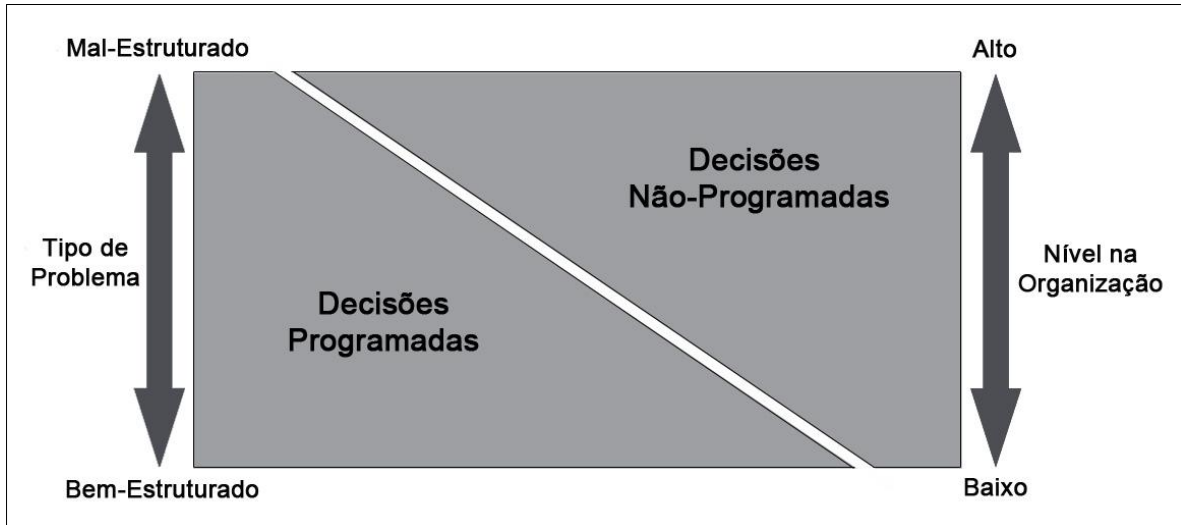 Mal-Estruturado
Alto
Decisões
Não-Programadas
Tipo de
Problema
Nível na
Organização
Decisões
Programadas
Bem-Estruturado
Baixo